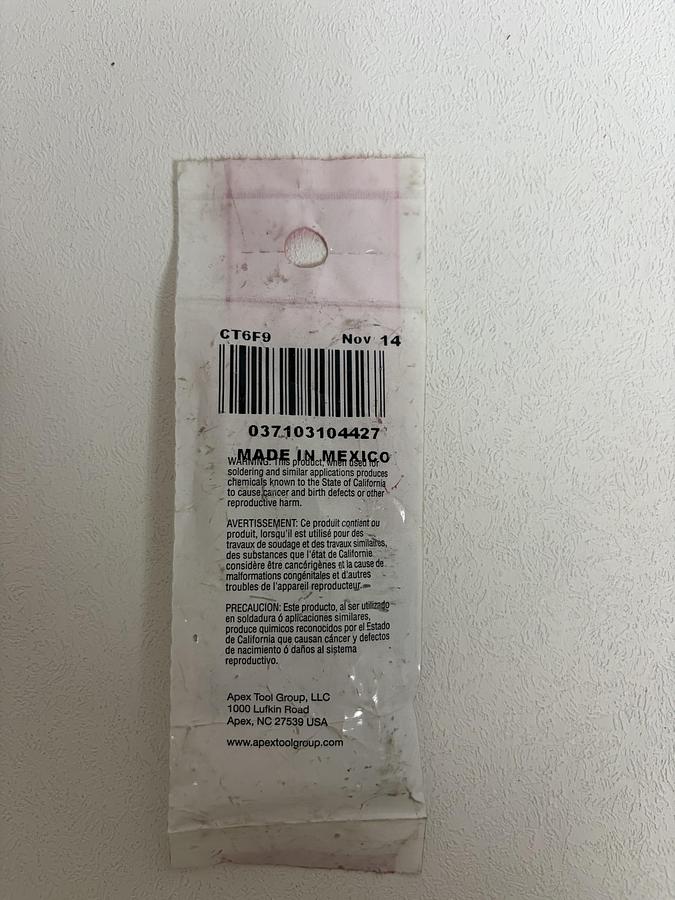 CT6F9 Nov 14
037103104427
MADE IN MEXICO
WARNING: This product, when used for
soldering and similar applications produces
chemicals known to the State of California
to cause cancer and birth defects or other
reproductive harm.
AVERTISSEMENT: Ce produit contient ou
produit, lorsqu'il est utilisé pour des
travaux de soudage et des travaux similaires,
des substances que l'état de Californie
considère être cancérigènes et la cause de
malformations congénitales et d'autres
troubles de l'appareil reproducteur.
PRECAUCION: Este producto, al ser utilizado
en soldadura ó aplicaciones similares,
produce quimicos reconocidos por el Estado
de California que causan cáncer y defectos
de nacimiento ó daños al sistema
reproductivo.
Apex Tool Group, LLC
1000 Lufkin Road
Apex, NC 27539 USA
www.apextoolgroup.com